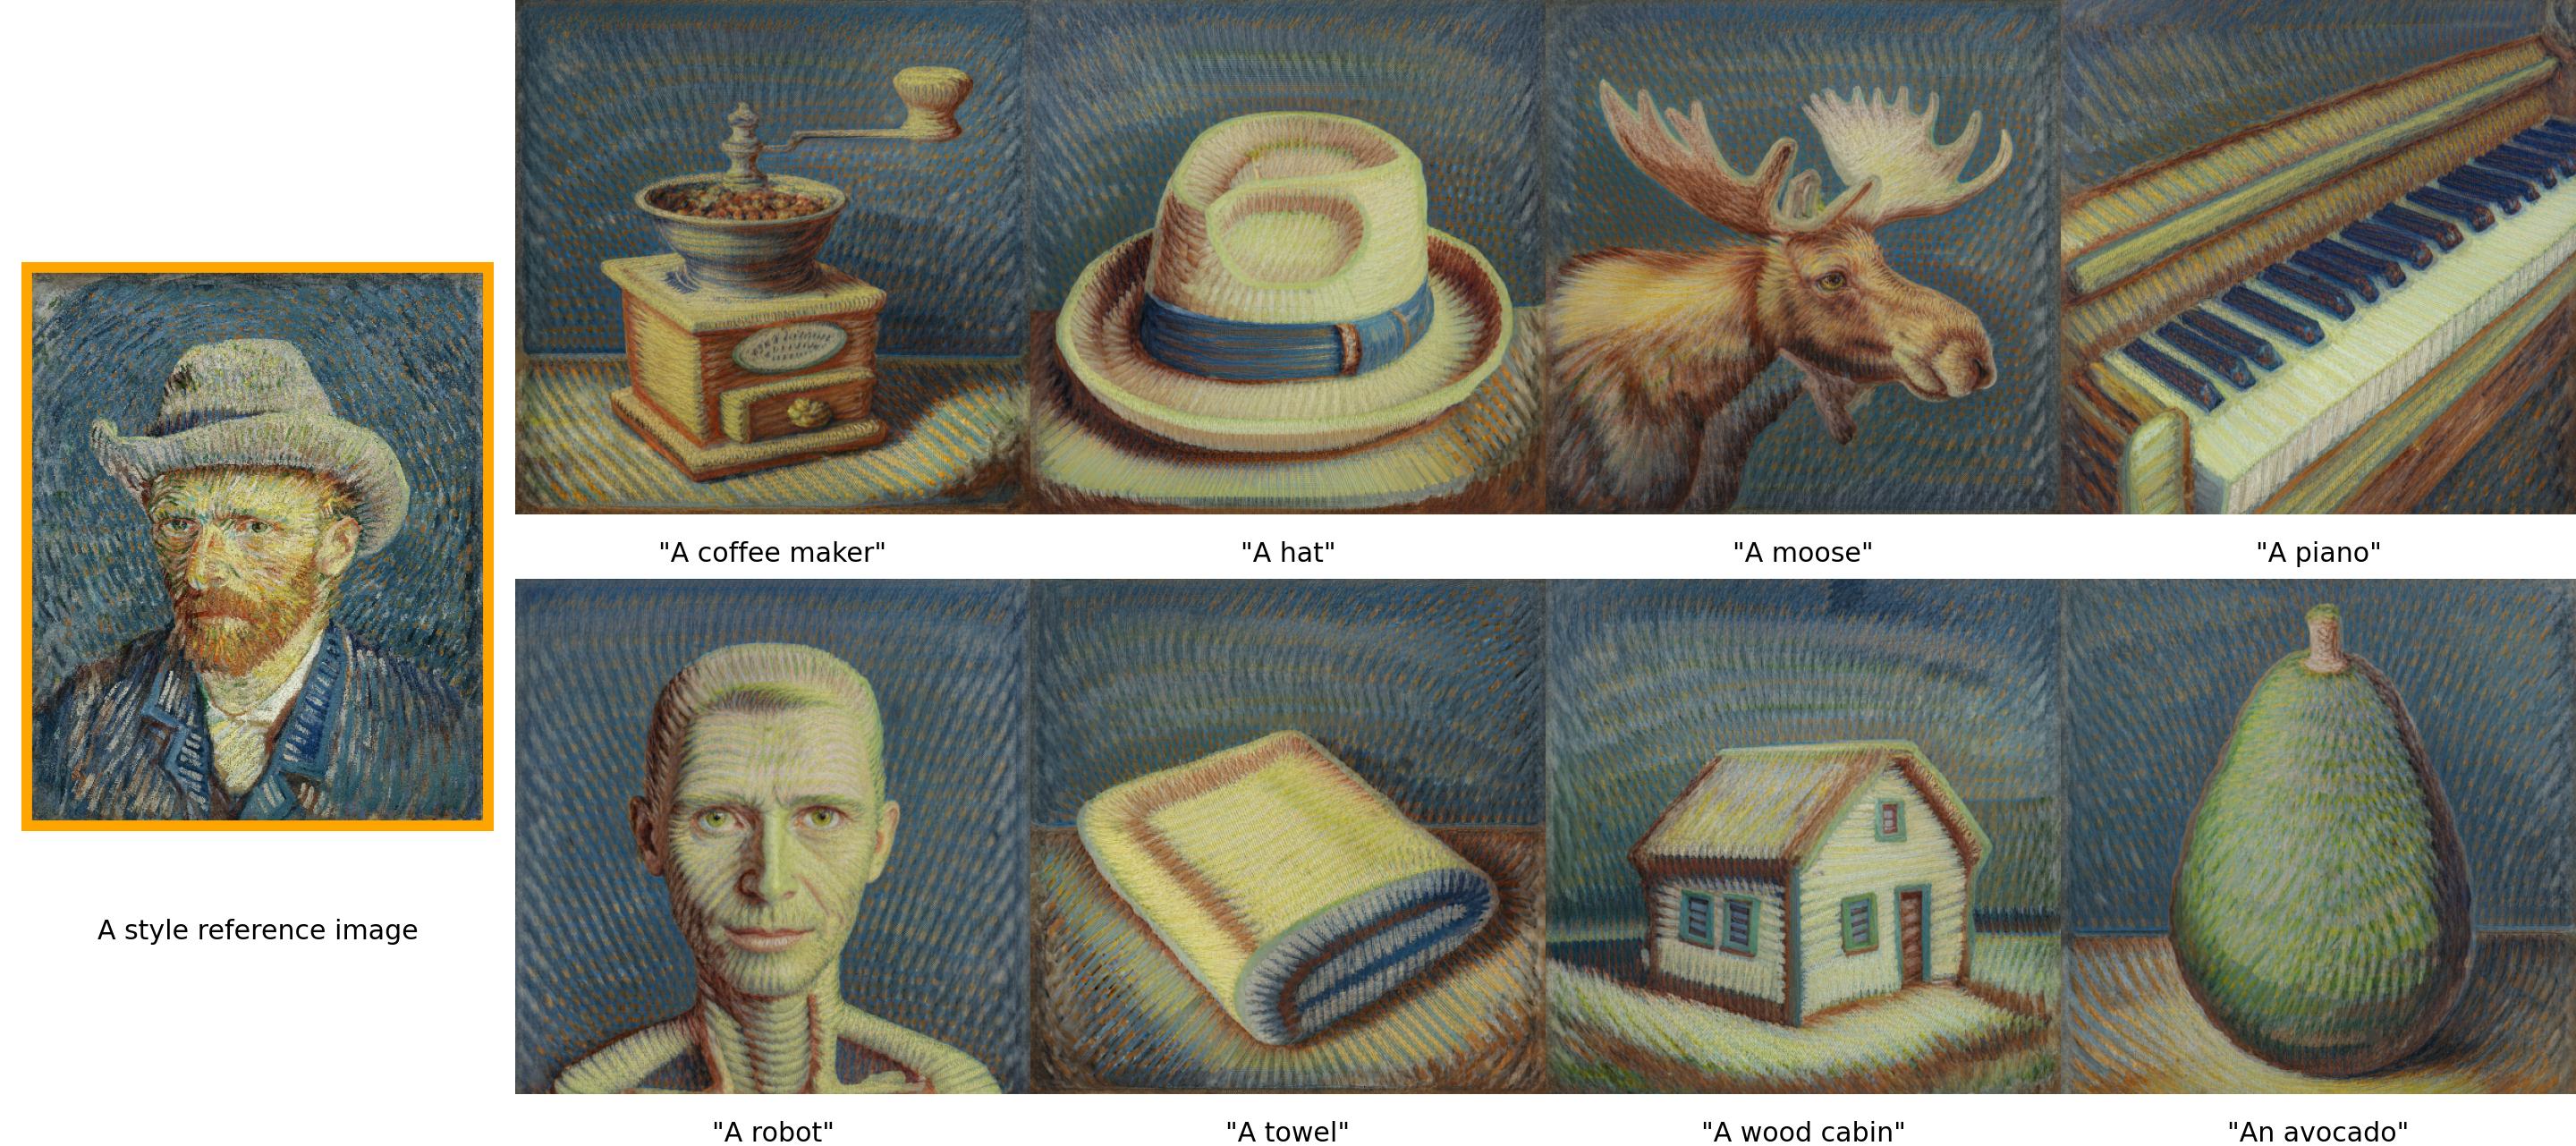 "A coffee maker"
"A hat"
"A moose"
"A piano"
A style reference image
"A robot"
"A towel"
"A wood cabin"
"An avocado"